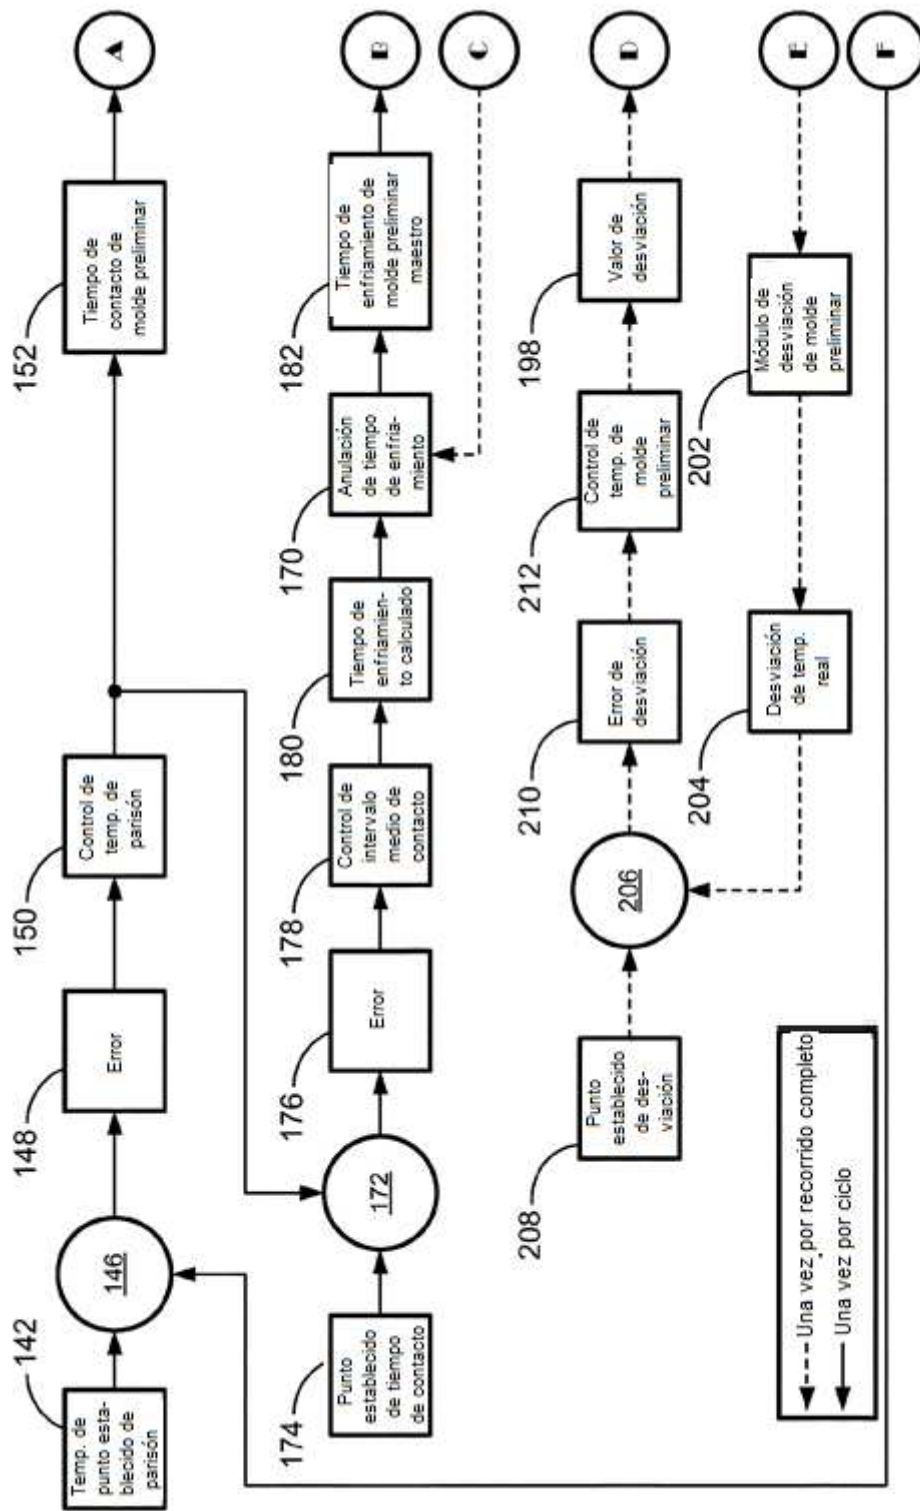 142
Temp. de
punto esta-
blecido de
parisón
146
148
Error
150
Control de
temp. de
parisón
152
Tiempo de
contacto de
molde preliminar
A
174
Punto
establecido
de tiempo
de contacto
172
176
Error
178
Control de
intervalo
medio de
contacto
180
Tiempo de
enfriamien-
to calculado
170
Anulación
de tiempo
de enfria-
miento
182
Tiempo de
enfriamiento de
molde preliminar
maestro
B
C
208
Punto
establecido
de des-
viación
206
210
Error de
desviación
212
Control de
temp. de
molde
preliminar
198
Valor de
desviación
D
204
Desviación
de temp.
real
202
Módulo de
desviación
de molde
preliminar
E
F
Una vez por recorrido completo
Una vez por ciclo